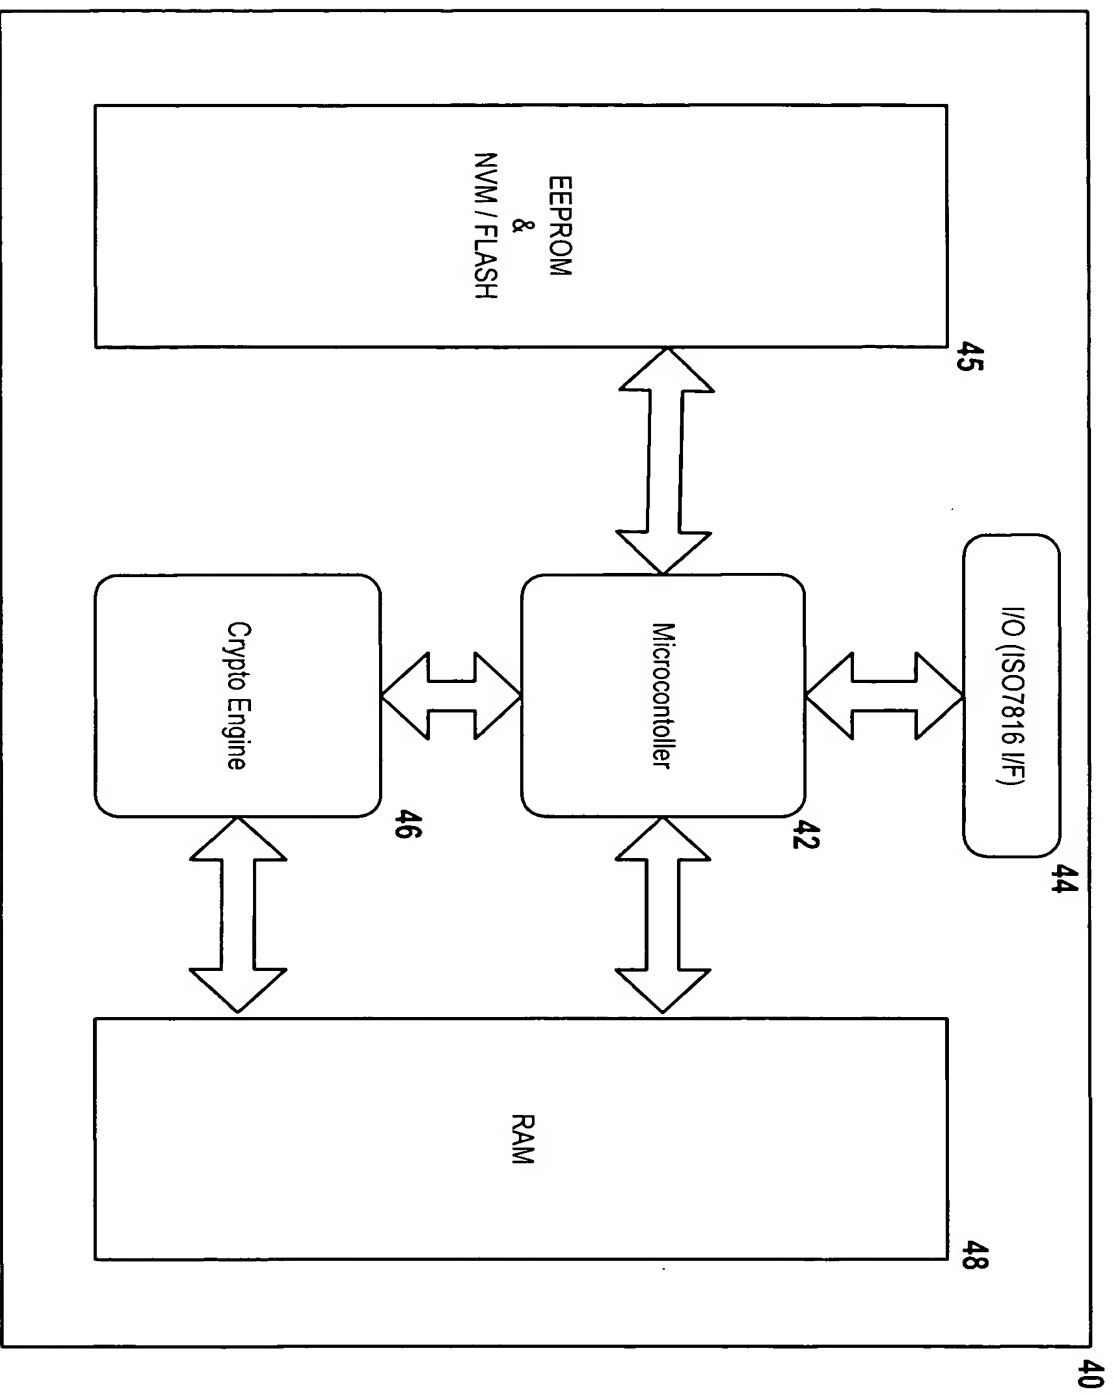 40
I/O (ISO7816 I/F)
44
45
EEPROM
&
NVM / FLASH
42
Microcontoller
48
RAM
46
Crypto Engine